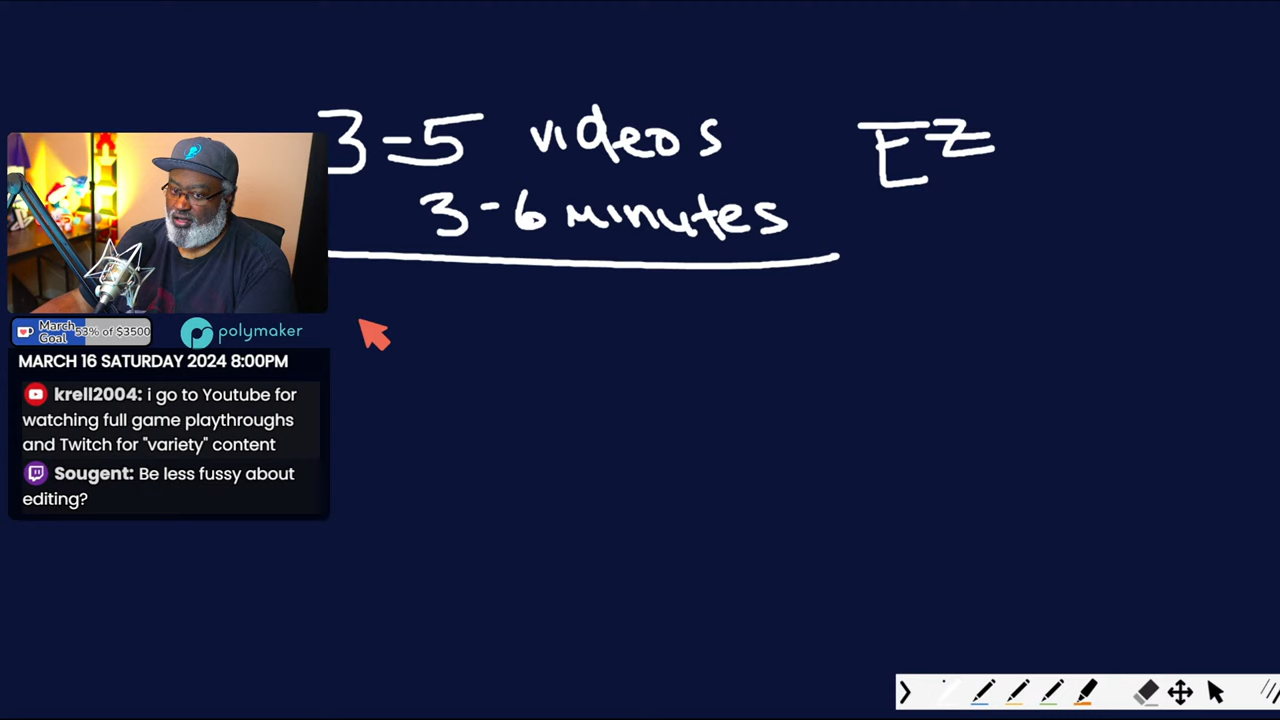 3-5 videos EZ
3-6 minutes
March
Goal
53% of $3500
polymaker
MARCH 16 SATURDAY 2024 8:00PM
krell2004: i go to Youtube for
watching full game playthroughs
and Twitch for "variety" content
Sougent: Be less fussy about
editing?